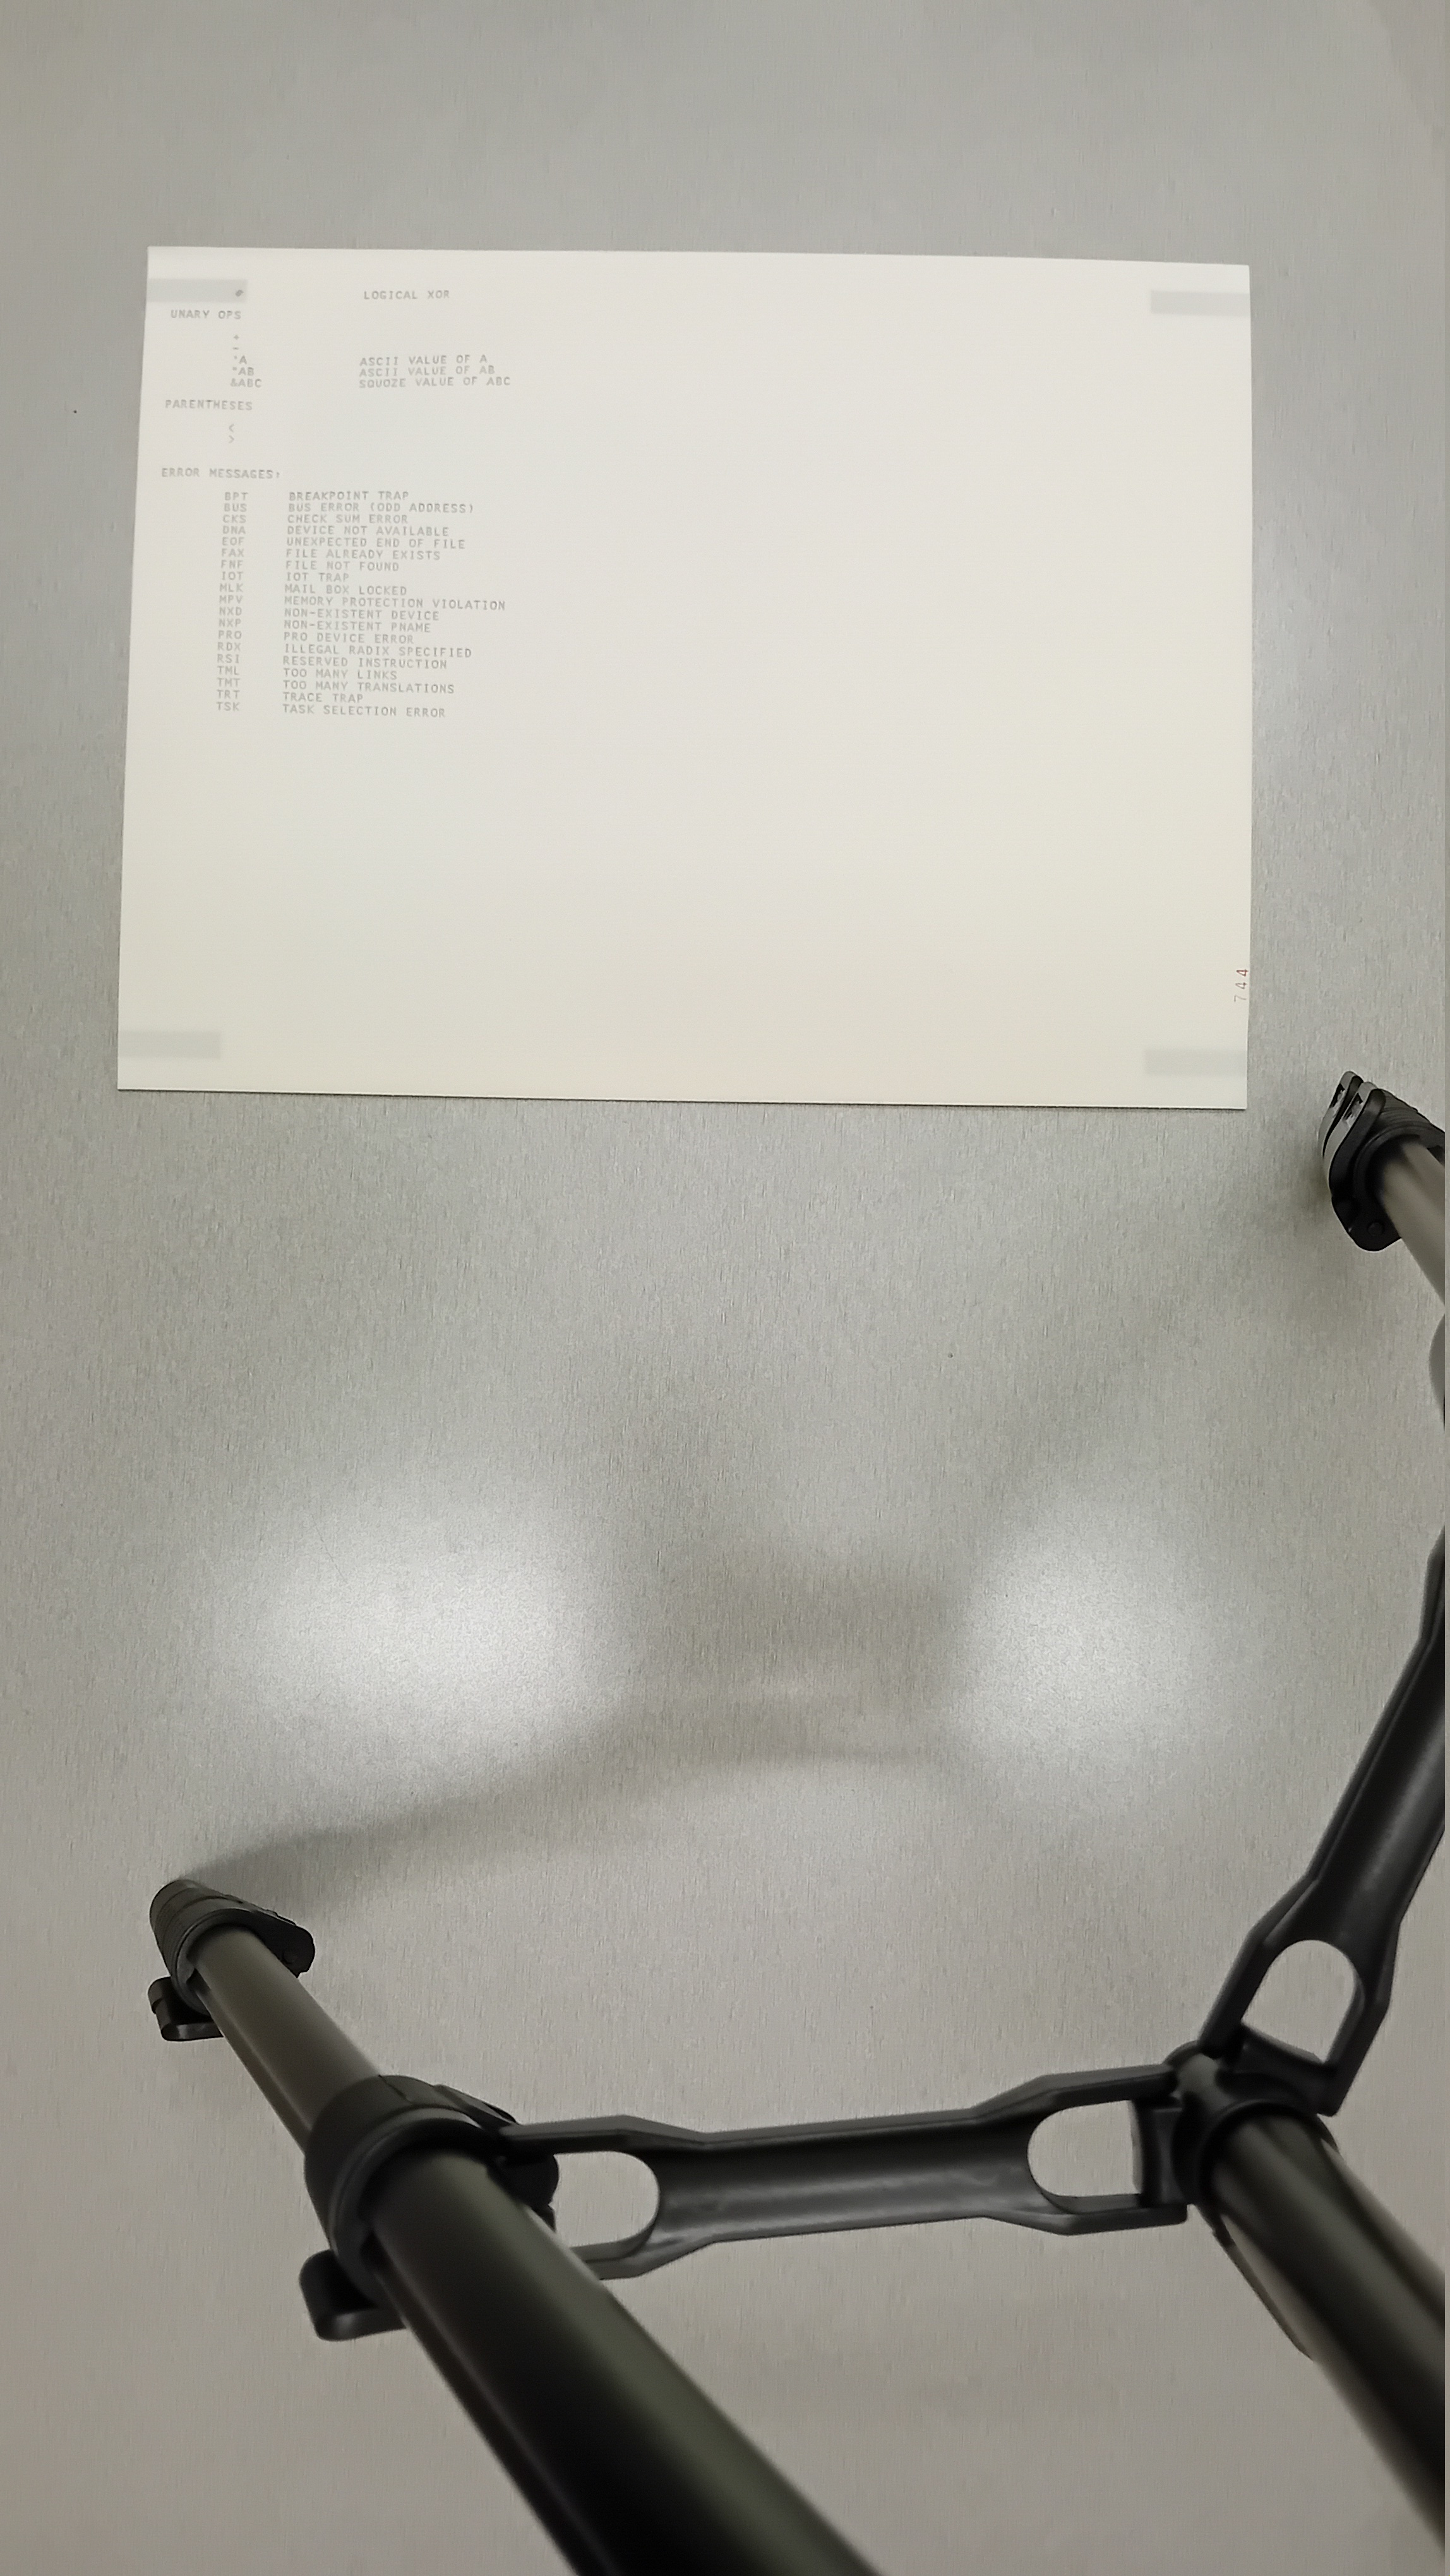 # LOGICAL XOR
UNARY OPS
+
-
'A ASCII VALUE OF A
"AB ASCII VALUE OF AB
&ABC SQUOZE VALUE OF ABC
PARENTHESES
<
>
ERROR MESSAGES:
BPT BREAKPOINT TRAP
BUS BUS ERROR (ODD ADDRESS)
CKS CHECK SUM ERROR
DNA DEVICE NOT AVAILABLE
EOF UNEXPECTED END OF FILE
FAX FILE ALREADY EXISTS
FNF FILE NOT FOUND
IOT IOT TRAP
MLK MAIL BOX LOCKED
MPV MEMORY PROTECTION VIOLATION
NXD NON-EXISTENT DEVICE
NXP NON-EXISTENT PNAME
PRO PRO DEVICE ERROR
RDX ILLEGAL RADIX SPECIFIED
RSI RESERVED INSTRUCTION
TML TOO MANY LINKS
TMT TOO MANY TRANSLATIONS
TRT TRACE TRAP
TSK TASK SELECTION ERROR
744